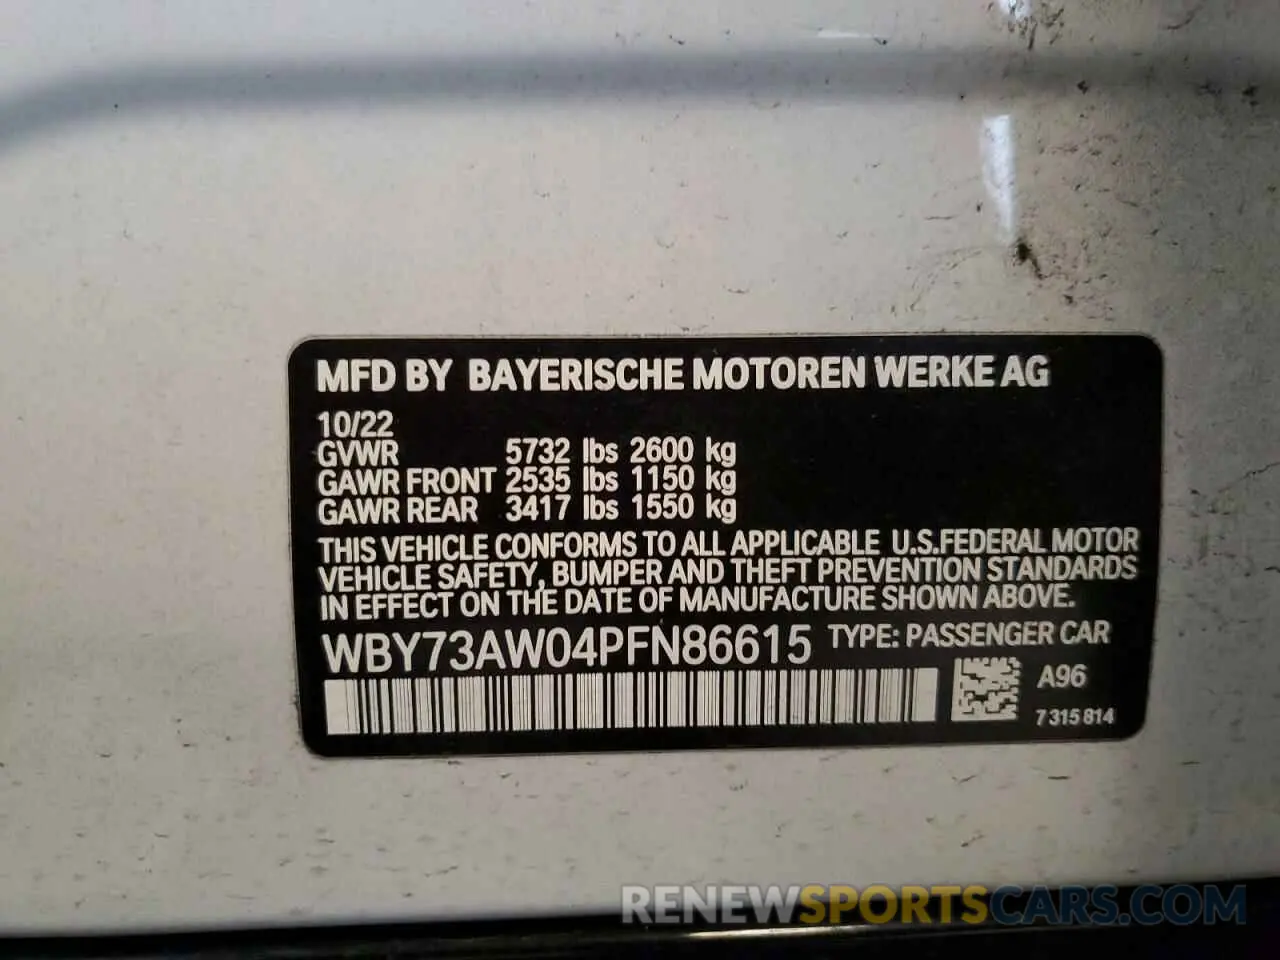 MFD BY BAYERISCHE MOTOREN WERKE AG
10/22
GVWR 5732 lbs 2600 kg
GAWR FRONT 2535 lbs 1150 kg
GAWR REAR 3417 lbs 1550 kg
THIS VEHICLE CONFORMS TO ALL APPLICABLE U.S.FEDERAL MOTOR
VEHICLE SAFETY, BUMPER AND THEFT PREVENTION STANDARDS
IN EFFECT ON THE DATE OF MANUFACTURE SHOWN ABOVE.
WBY73AW04PFN86615 TYPE: PASSENGER CAR
A96
7 315 814
RENEWSPORTSCARS.COM